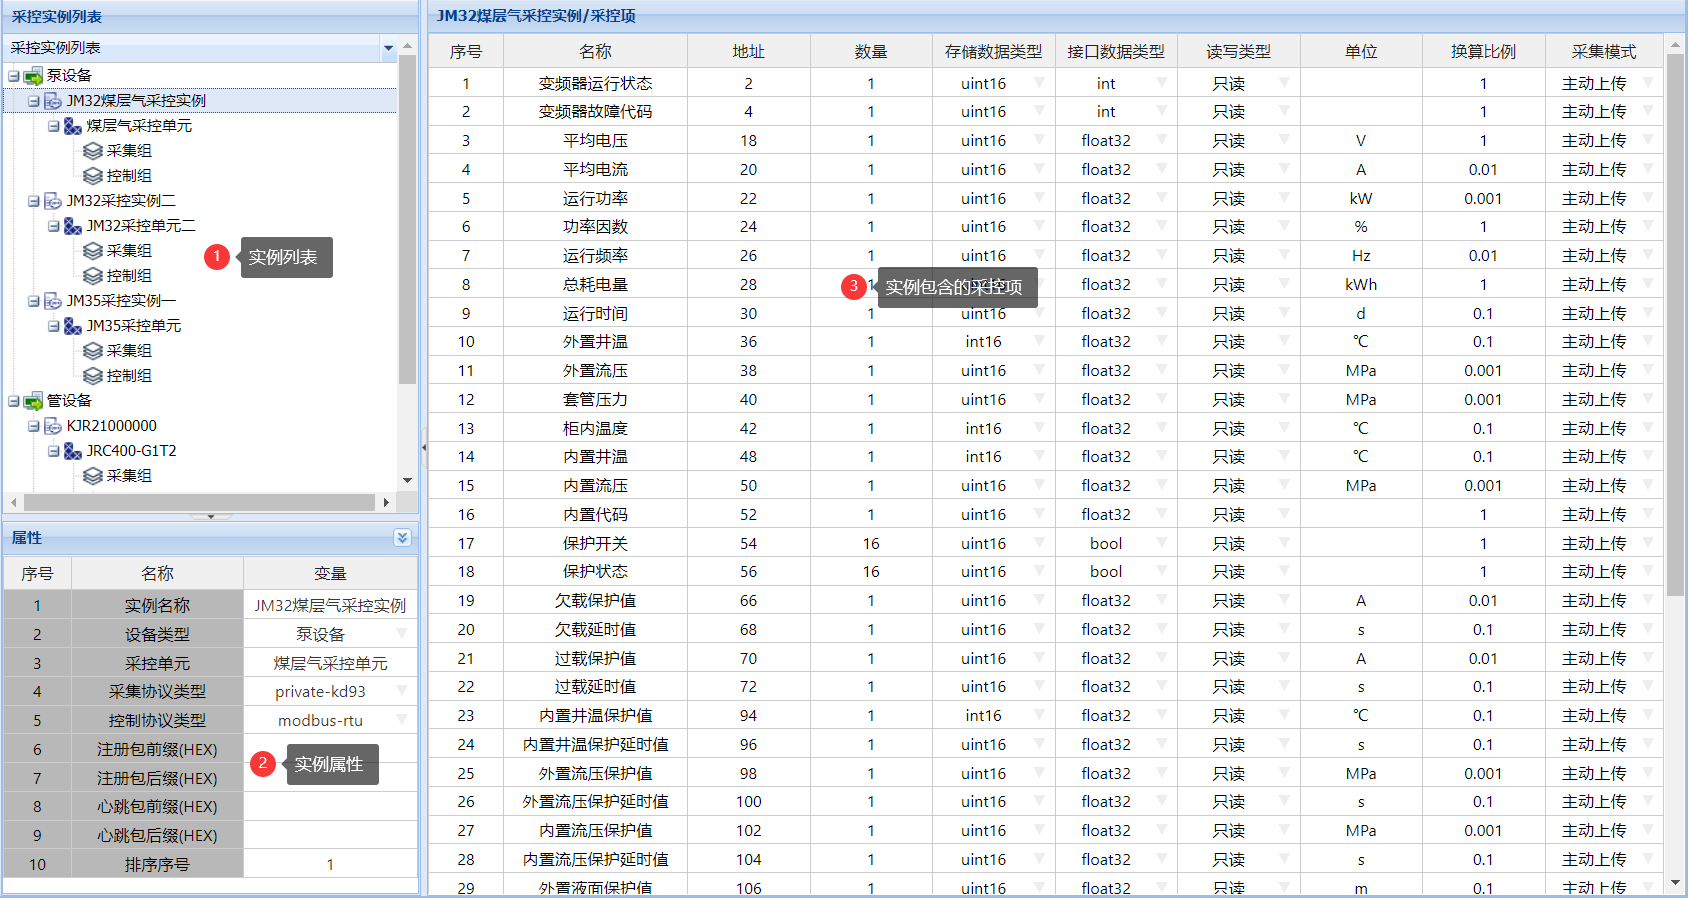 采控实例列表
采控实例列表
泵设备
JM32煤层气采控实例
煤层气采控单元
采集组
控制组
JM32采控实例二
JM32采控单元二
采集组
控制组
JM35采控实例一
JM35采控单元
采集组
控制组
管设备
KJR21000000
JRC400-G1T2
采集组
1 实例列表
属性
序号 名称 变量
1 实例名称 JM32煤层气采控实例
2 设备类型 泵设备
3 采控单元 煤层气采控单元
4 采集协议类型 private-kd93
5 控制协议类型 modbus-rtu
6 注册包前缀(HEX)
7 注册包后缀(HEX)
8 心跳包前缀(HEX)
9 心跳包后缀(HEX)
10 排序序号 1
2 实例属性
JM32煤层气采控实例/采控项
序号 名称 地址 数量 存储数据类型 接口数据类型 读写类型 单位 换算比例 采集模式
1 变频器运行状态 2 1 uint16 int 只读 1 主动上传
2 变频器故障代码 4 1 uint16 int 只读 1 主动上传
3 平均电压 18 1 uint16 float32 只读 V 1 主动上传
4 平均电流 20 1 uint16 float32 只读 A 0.01 主动上传
5 运行功率 22 1 uint16 float32 只读 kW 0.001 主动上传
6 功率因数 24 1 uint16 float32 只读 % 1 主动上传
7 运行频率 26 1 uint16 float32 只读 Hz 0.01 主动上传
8 总耗电量 28 1 float32 只读 kWh 1 主动上传
3 实例包含的采控项
9 运行时间 30 1 uint16 float32 只读 d 0.1 主动上传
10 外置井温 36 1 int16 float32 只读 ℃ 0.1 主动上传
11 外置流压 38 1 uint16 float32 只读 MPa 0.001 主动上传
12 套管压力 40 1 uint16 float32 只读 MPa 0.001 主动上传
13 柜内温度 42 1 int16 float32 只读 ℃ 0.1 主动上传
14 内置井温 48 1 int16 float32 只读 ℃ 0.1 主动上传
15 内置流压 50 1 uint16 float32 只读 MPa 0.001 主动上传
16 内置代码 52 1 uint16 float32 只读 1 主动上传
17 保护开关 54 16 uint16 bool 只读 1 主动上传
18 保护状态 56 16 uint16 bool 只读 1 主动上传
19 欠载保护值 66 1 uint16 float32 只读 A 0.01 主动上传
20 欠载延时值 68 1 uint16 float32 只读 s 0.1 主动上传
21 过载保护值 70 1 uint16 float32 只读 A 0.01 主动上传
22 过载延时值 72 1 uint16 float32 只读 s 0.1 主动上传
23 内置井温保护值 94 1 int16 float32 只读 ℃ 0.1 主动上传
24 内置井温保护延时值 96 1 uint16 float32 只读 s 0.1 主动上传
25 外置流压保护值 98 1 uint16 float32 只读 MPa 0.001 主动上传
26 外置流压保护延时值 100 1 uint16 float32 只读 s 0.1 主动上传
27 内置流压保护值 102 1 uint16 float32 只读 MPa 0.001 主动上传
28 内置流压保护延时值 104 1 uint16 float32 只读 s 0.1 主动上传
29 外置液面保护值 106 1 uint16 float32 只读 m 0.1 主动上传